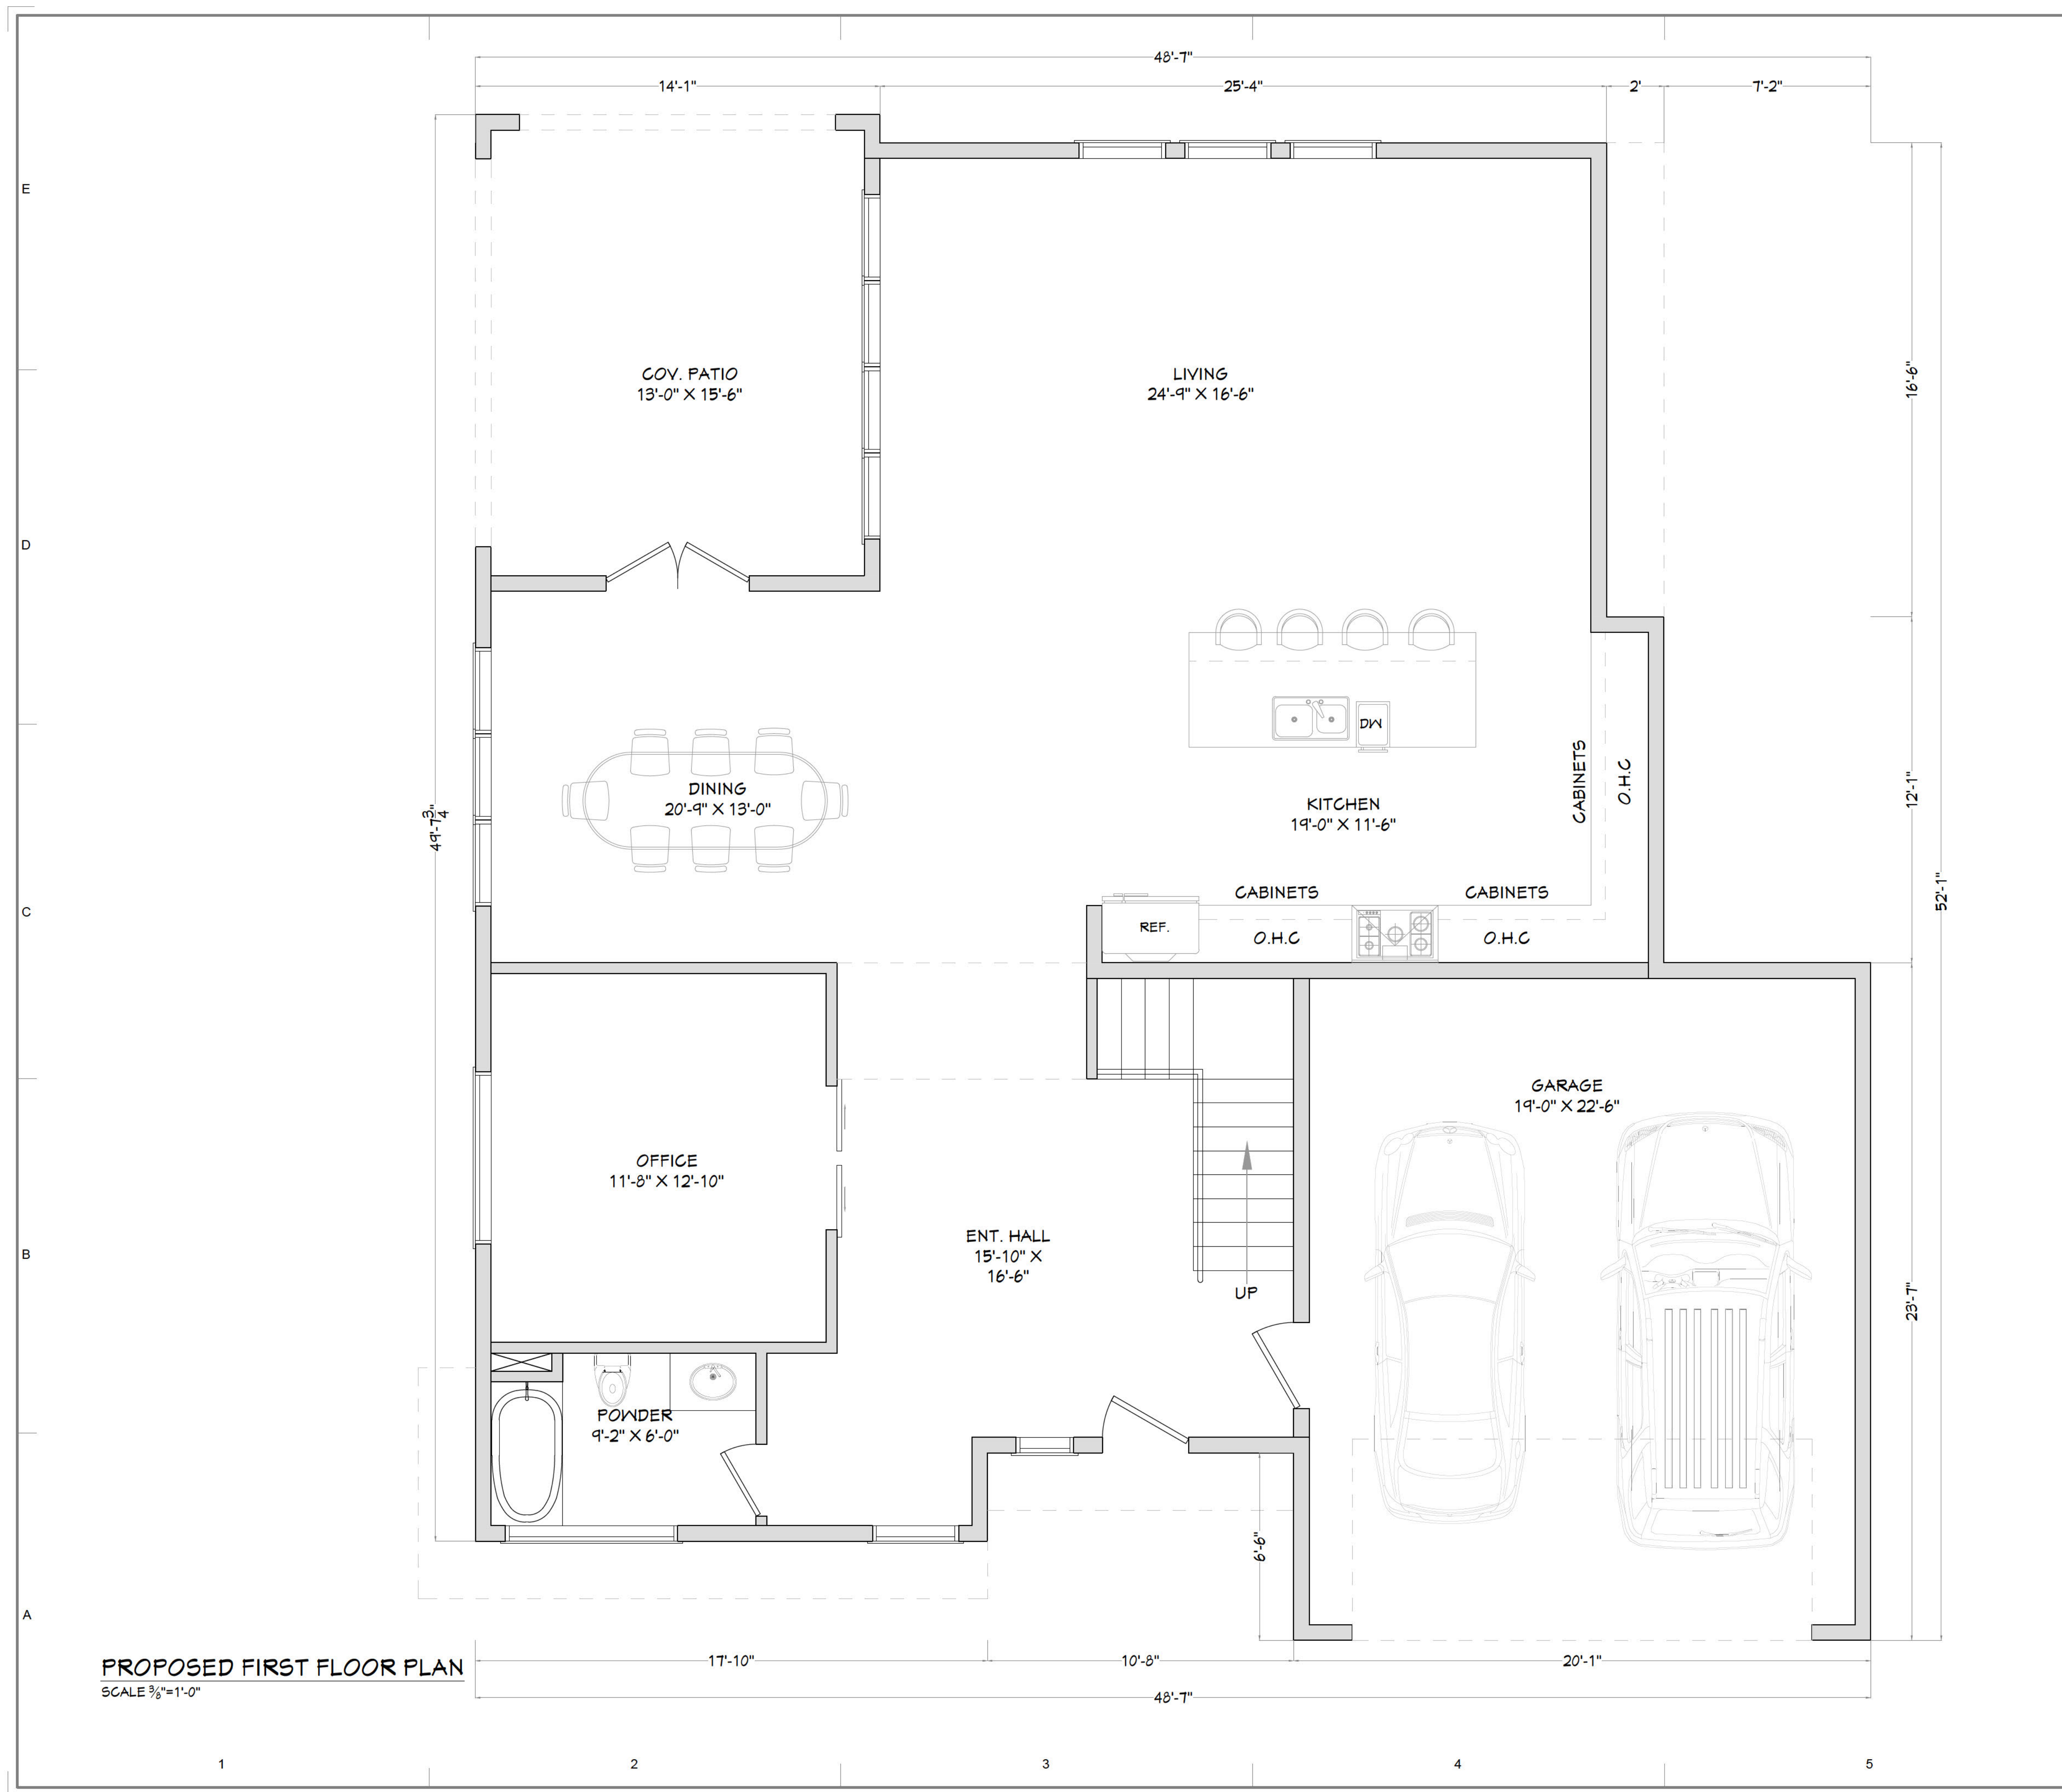 48'-7"
14'-1"
25'-4"
2'
7'-2"
E
COV. PATIO
13'-0" X 15'-6"
LIVING
24'-9" X 16'-6"
16'-6"
D
DW
CABINETS
O.H.C
DINING
20'-9" X 13'-0"
KITCHEN
19'-0" X 11'-6"
12'-1"
49'-7 3/4"
C
CABINETS
CABINETS
REF.
O.H.C
O.H.C
52'-1"
GARAGE
19'-0" X 22'-6"
OFFICE
11'-8" X 12'-10"
B
ENT. HALL
15'-10" X
16'-6"
UP
23'-7"
POWDER
9'-2" X 6'-0"
6'-6"
A
PROPOSED FIRST FLOOR PLAN
SCALE 3/8"=1'-0"
17'-10"
10'-8"
20'-1"
48'-7"
1
2
3
4
5